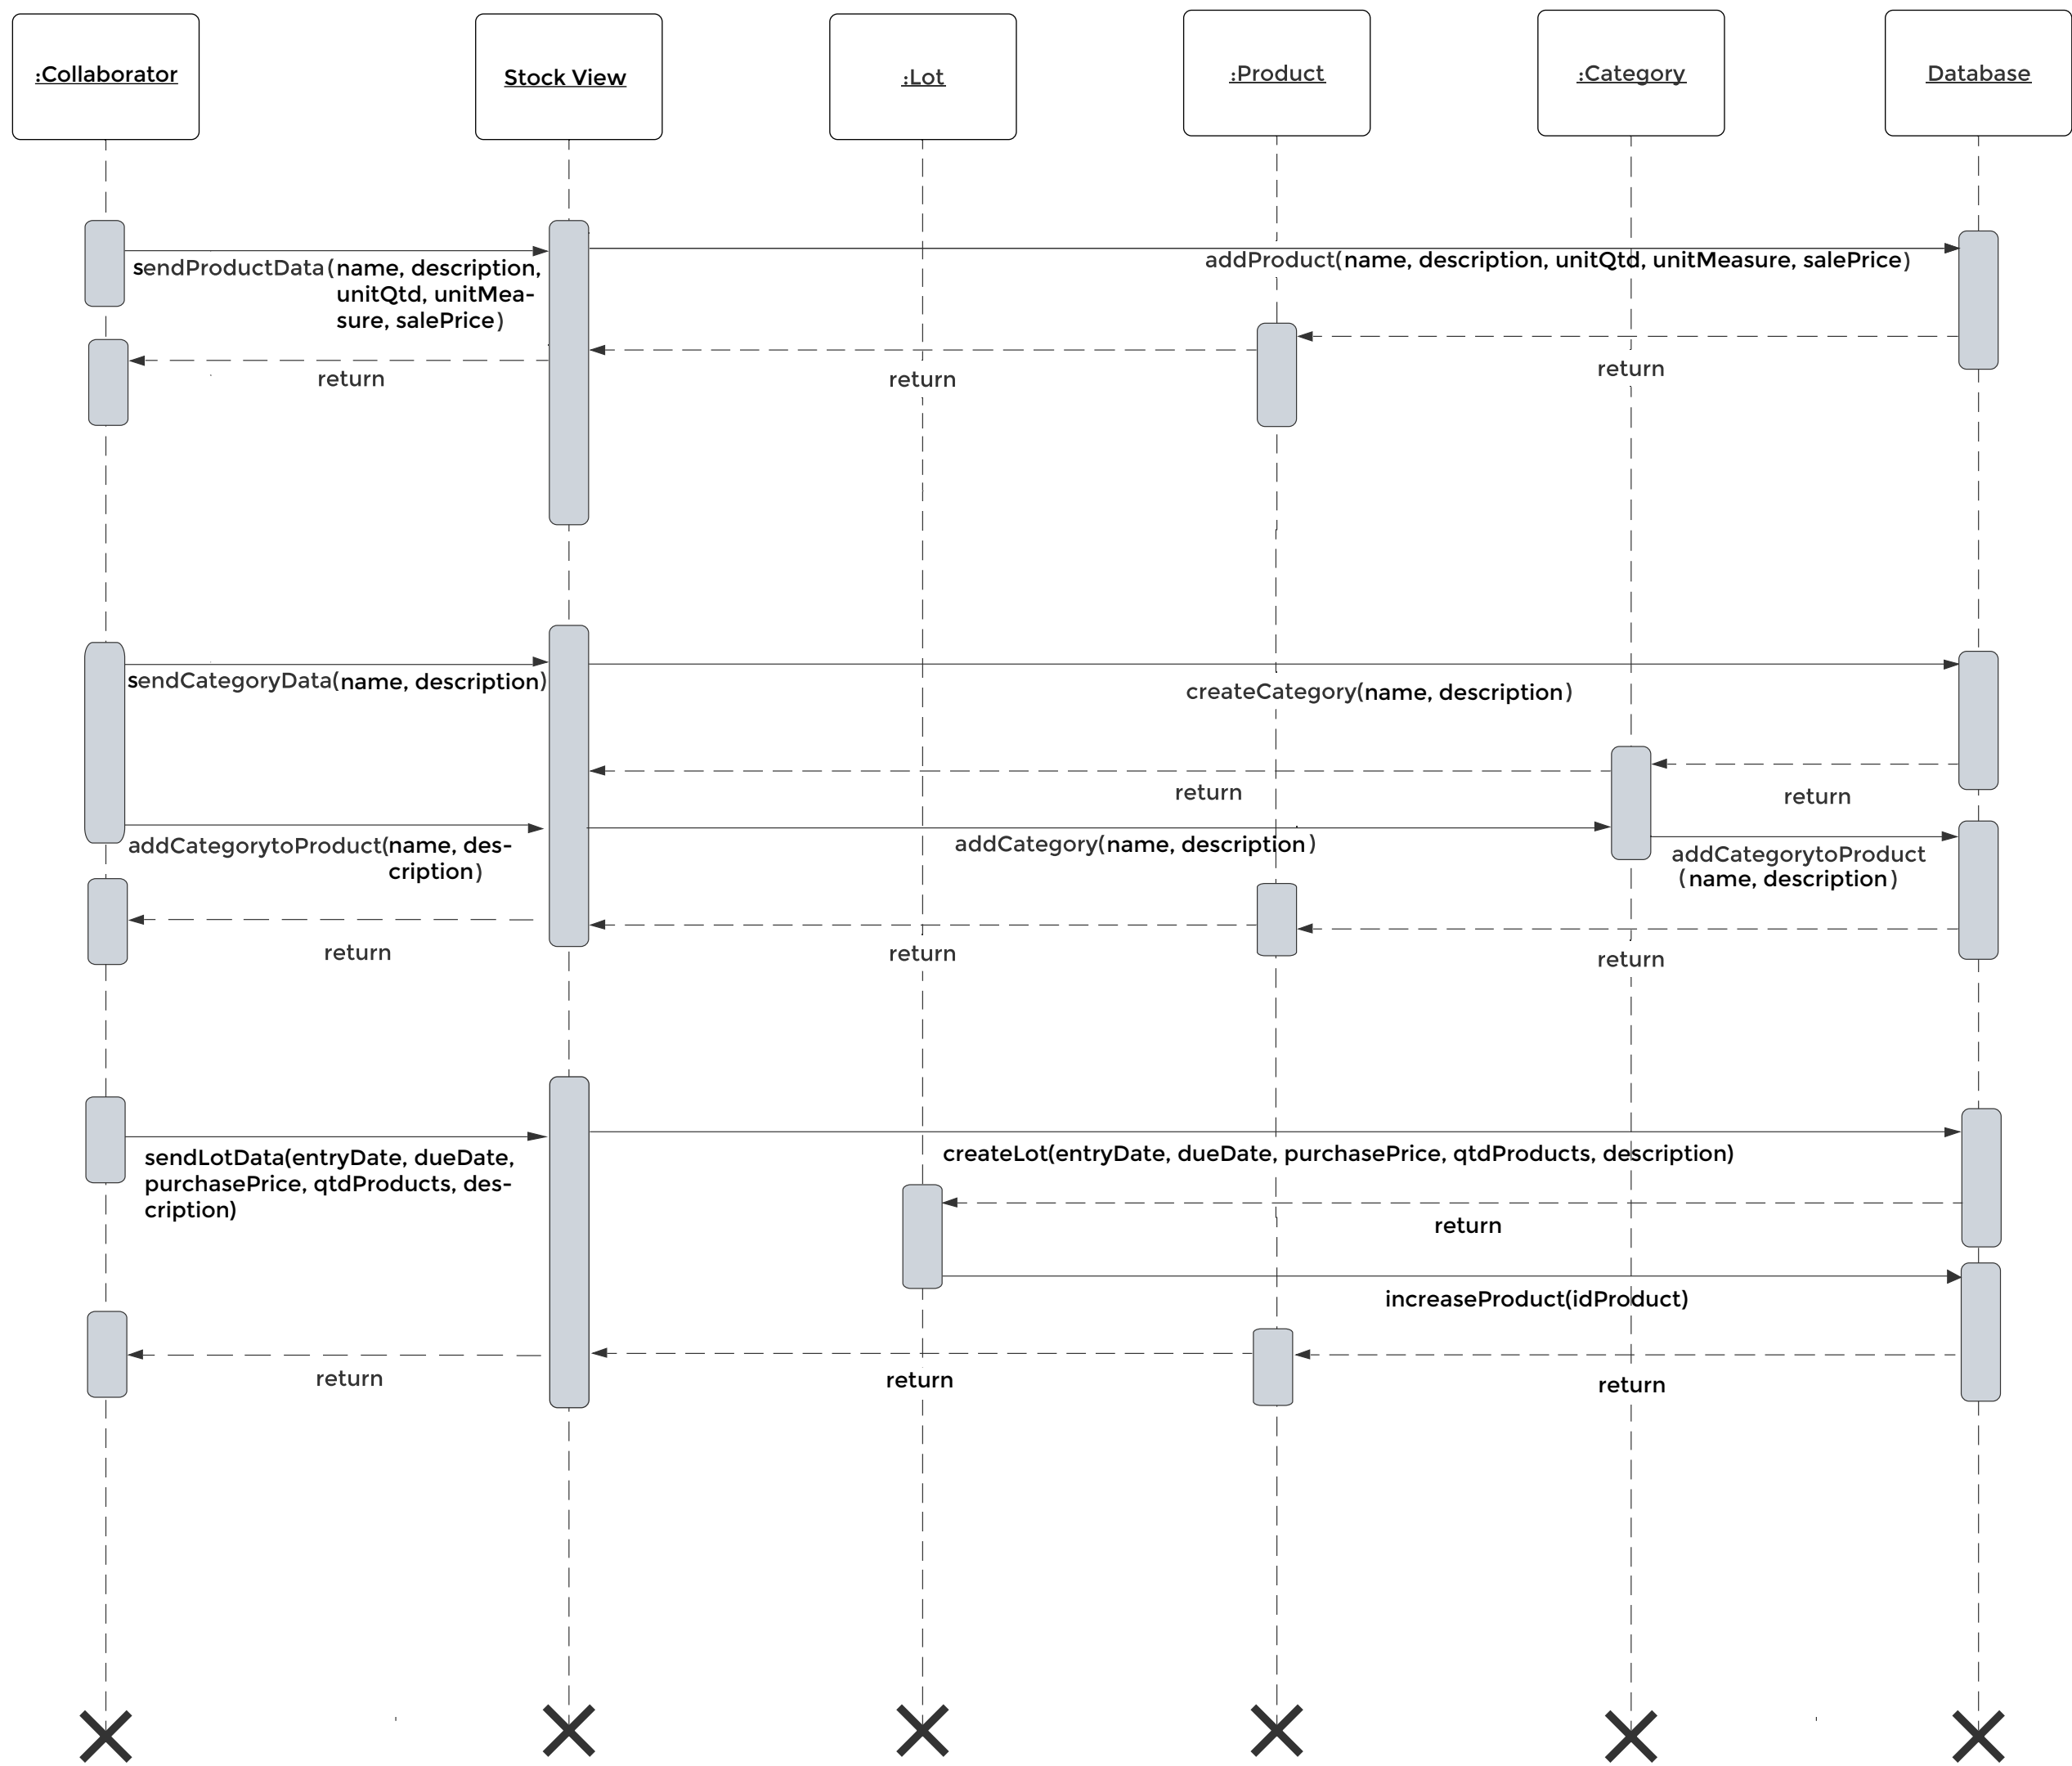 :Collaborator
Stock View
:Lot
:Product
:Category
Database
sendProductData(name, description,
unitQtd, unitMea-
sure, salePrice)
addProduct(name, description, unitQtd, unitMeasure, salePrice)
return
return
return
sendCategoryData(name, description)
createCategory(name, description)
return
return
addCategorytoProduct(name, des-
cription)
addCategory(name, description)
addCategorytoProduct
(name, description)
return
return
return
sendLotData(entryDate, dueDate,
purchasePrice, qtdProducts, des-
cription)
createLot(entryDate, dueDate, purchasePrice, qtdProducts, description)
return
increaseProduct(idProduct)
return
return
return